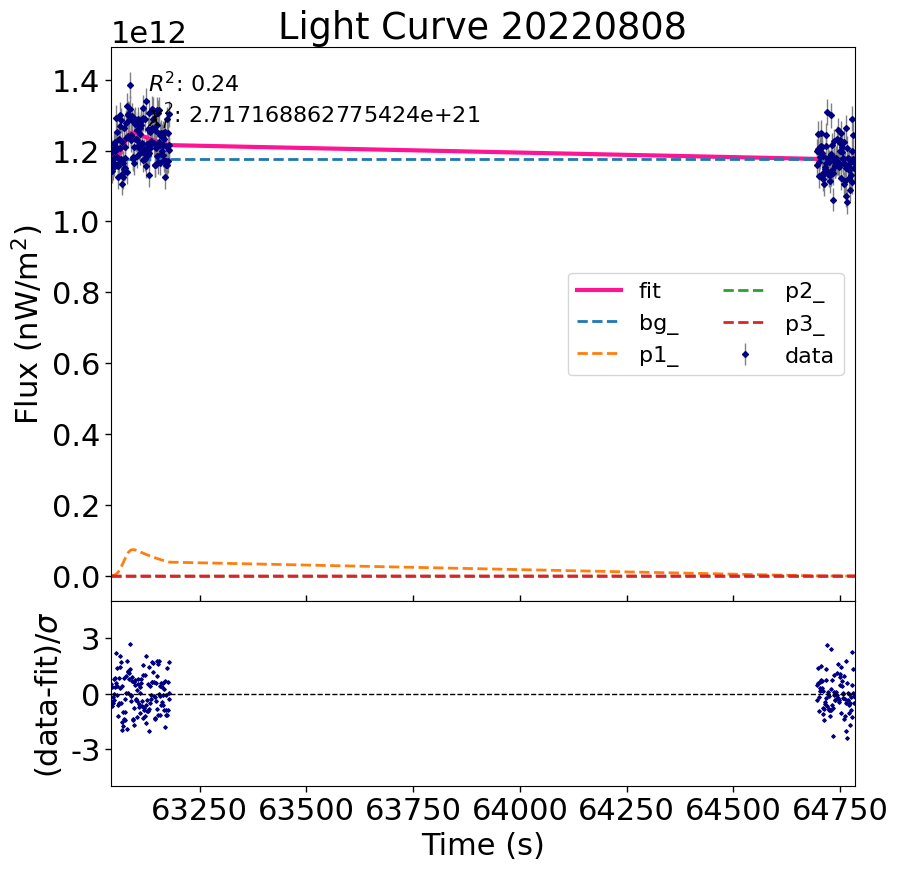 Light Curve 20220808
1e12
R²: 0.24
χ²: 2.717168862775424e+21
1.4
1.2
1.0
0.8
0.6
0.4
0.2
0.0
Flux (nW/m²)
fit
bg_
p1_
p2_
p3_
data
3
0
-3
(data-fit)/σ
63250 63500 63750 64000 64250 64500 64750
Time (s)